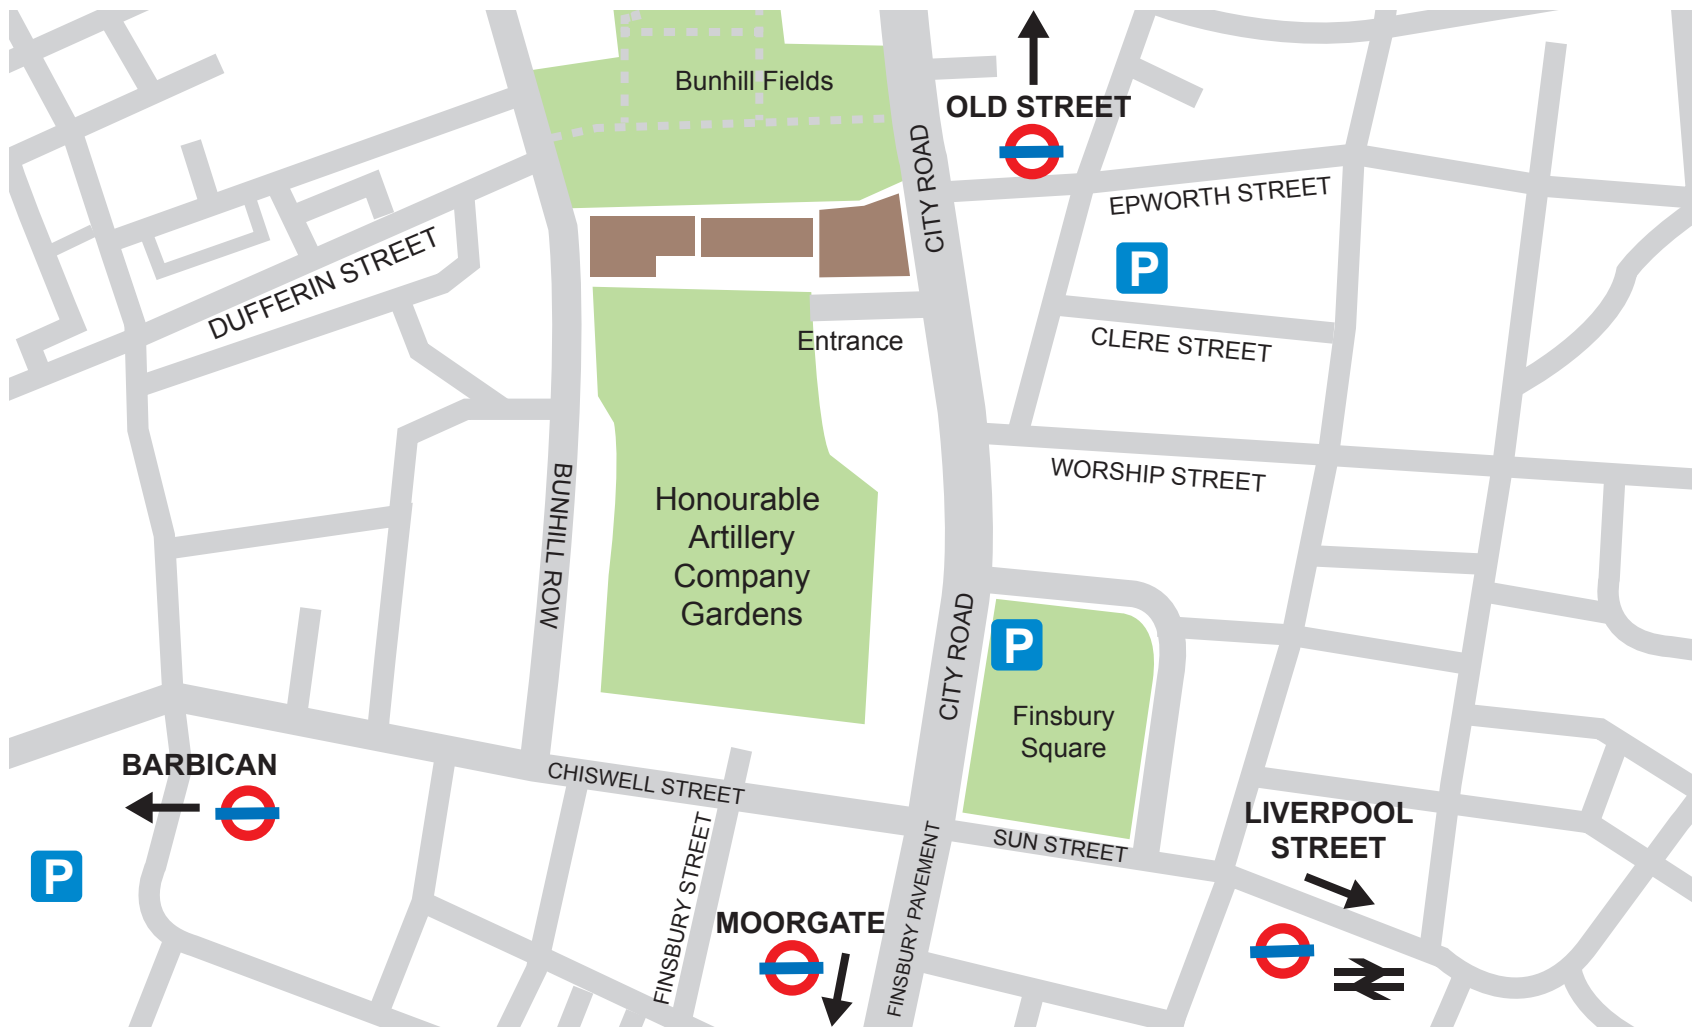 Bunhill Fields
OLD STREET
CITY ROAD
EPWORTH STREET
P
DUFFERIN STREET
Entrance
CLERE STREET
WORSHIP STREET
BUNHILL ROW
Honourable
Artillery
Company
Gardens
CITY ROAD
P
Finsbury
Square
BARBICAN
CHISWELL STREET
LIVERPOOL
STREET
SUN STREET
P
FINSBURY STREET
MOORGATE
FINSBURY PAVEMENT